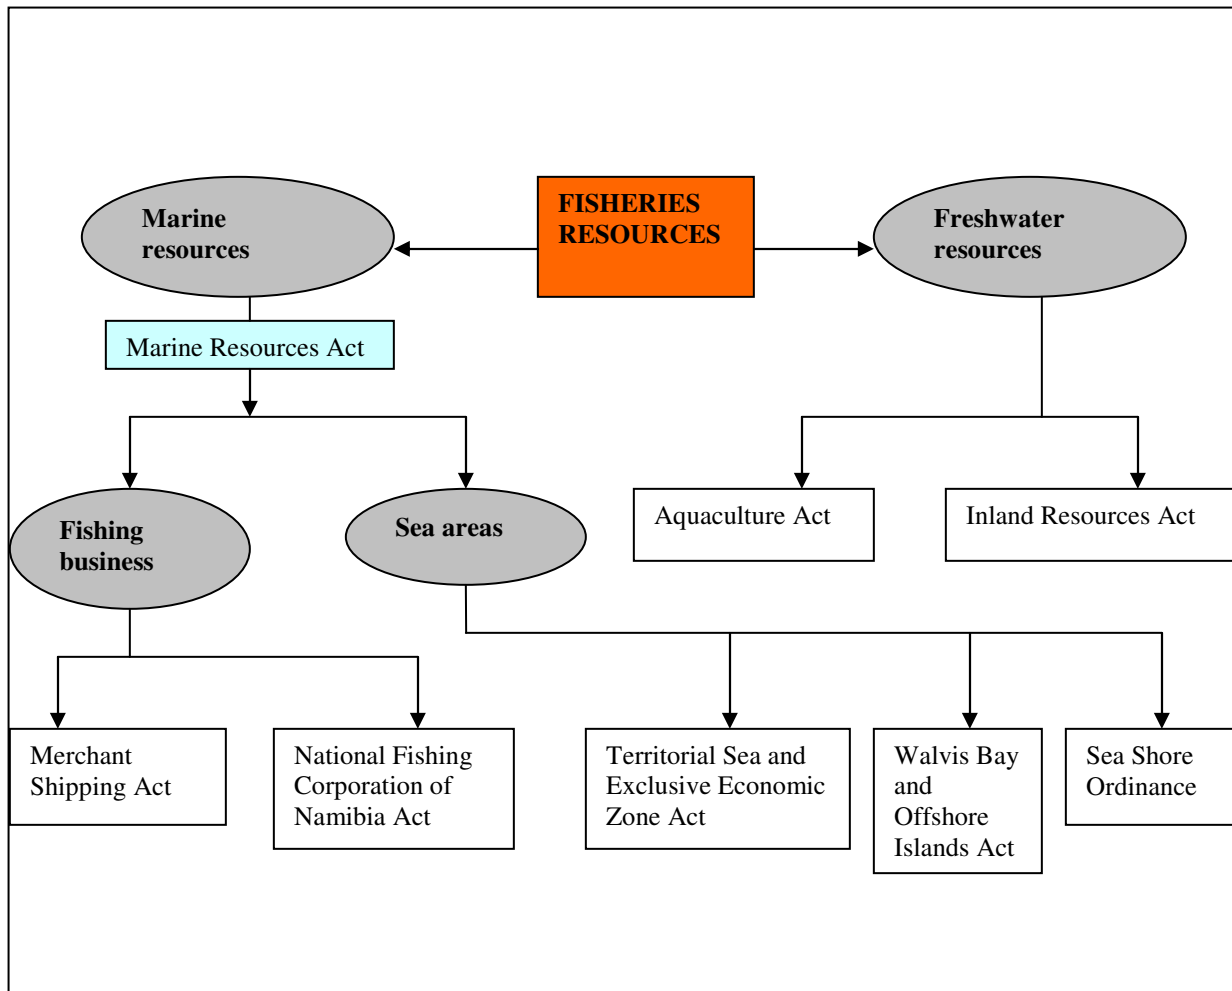 FISHERIES
RESOURCES
Marine
resources
Freshwater
resources
Marine Resources Act
Fishing
business
Sea areas
Aquaculture Act
Inland Resources Act
Merchant
Shipping Act
National Fishing
Corporation of
Namibia Act
Territorial Sea and
Exclusive Economic
Zone Act
Walvis Bay
and
Offshore
Islands Act
Sea Shore
Ordinance